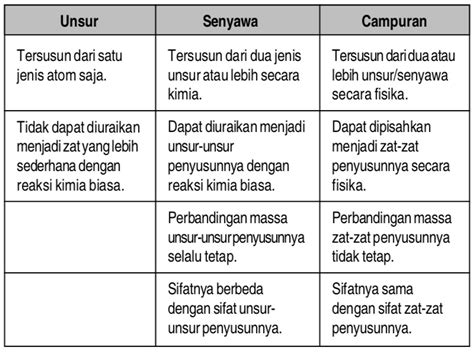 Unsur Senyawa Campuran
Tersusun dari satu
jenis atom saja.
Tersusun dari dua jenis
unsur atau lebih secara
kimia.
Tersusun dari dua atau
lebih unsur/senyawa
secara fisika.
Tidak dapat diuraikan
menjadi zat yang lebih
sederhana dengan
reaksi kimia biasa.
Dapat diuraikan menjadi
unsur-unsur
penyusunnya dengan
reaksi kimia biasa.
Dapat dipisahkan
menjadi zat-zat
penyusunnya secara
fisika.
Perbandingan massa
unsur-unsur penyusunnya
selalu tetap.
Perbandingan massa
zat-zat penyusunnya
tidak tetap.
Sifatnya berbeda
dengan sifat unsur-
unsur penyusunnya.
Sifatnya sama
dengan sifat zat-zat
penyusunnya.